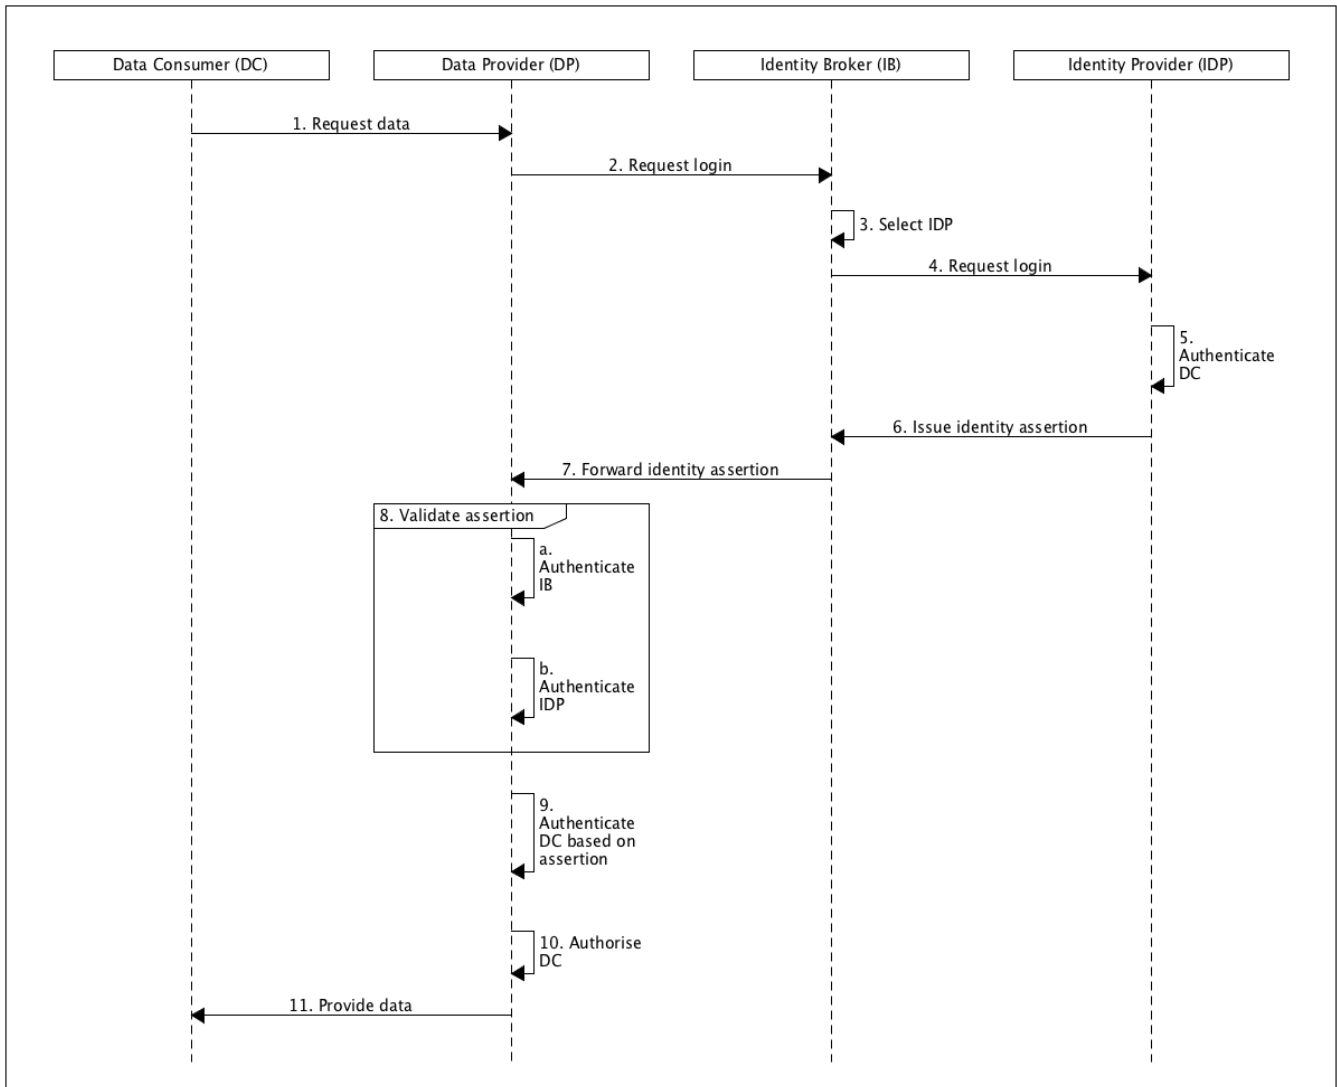 Data Consumer (DC)
Data Provider (DP)
Identity Broker (IB)
Identity Provider (IDP)
1. Request data
2. Request login
3. Select IDP
4. Request login
5.
Authenticate
DC
6. Issue identity assertion
7. Forward identity assertion
8. Validate assertion
a.
Authenticate
IB
b.
Authenticate
IDP
9.
Authenticate
DC based on
assertion
10. Authorise
DC
11. Provide data